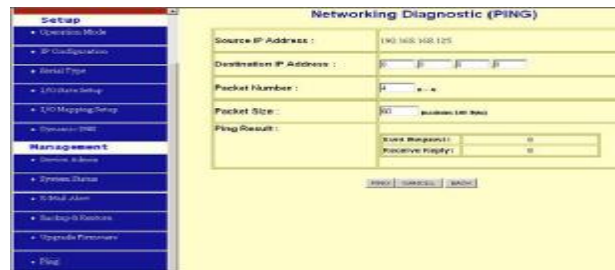 Setup
Operation Mode
IP Configuration
Serial Type
I/O Data Setup
I/O Mapping Setup
Dynamic DNS
Management
Device Admin
System Status
E-Mail Alert
Backup & Restore
Upgrade Firmware
Ping
Networking Diagnostic (PING)
Source IP Address :
192.168.168.125
Destination IP Address :
0 . 0 . 0 . 0
Packet Number :
4
Packet Size :
60
Ping Result :
Sent Request : 0
Receive Reply : 0
PING CANCEL BACK